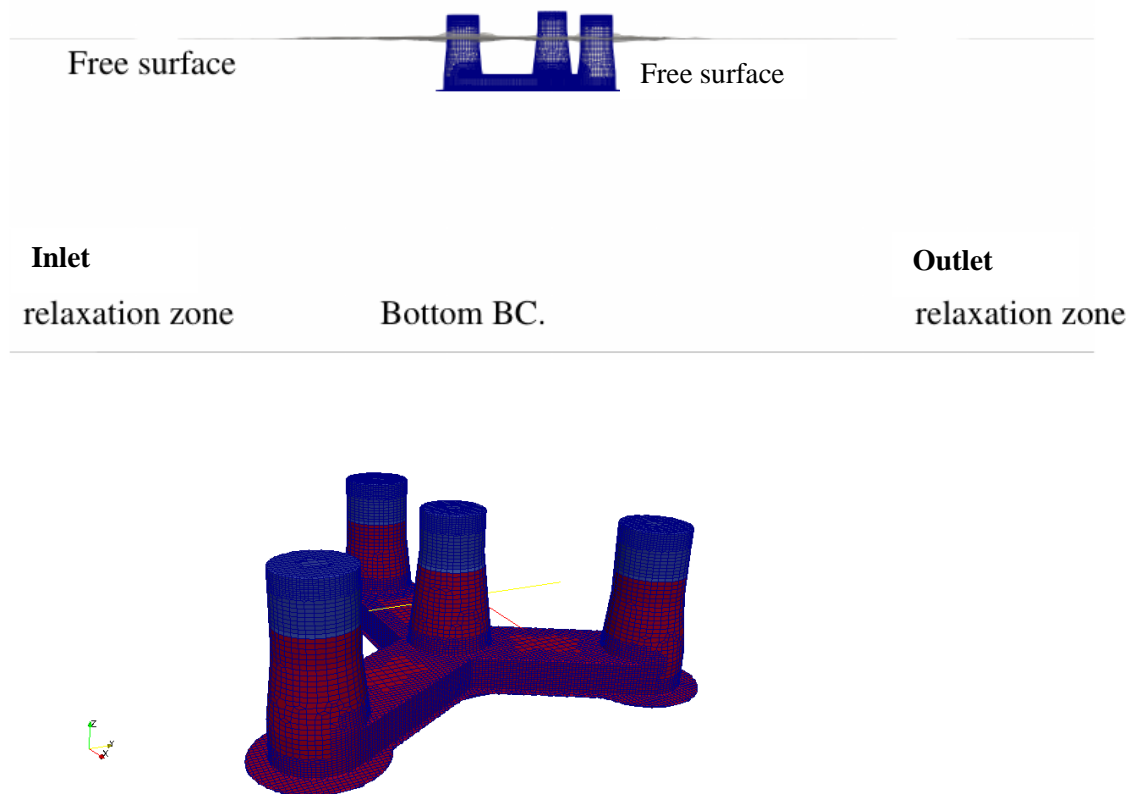 Free surface
Free surface
Inlet
Outlet
relaxation zone
Bottom BC.
relaxation zone
Z
Y
X